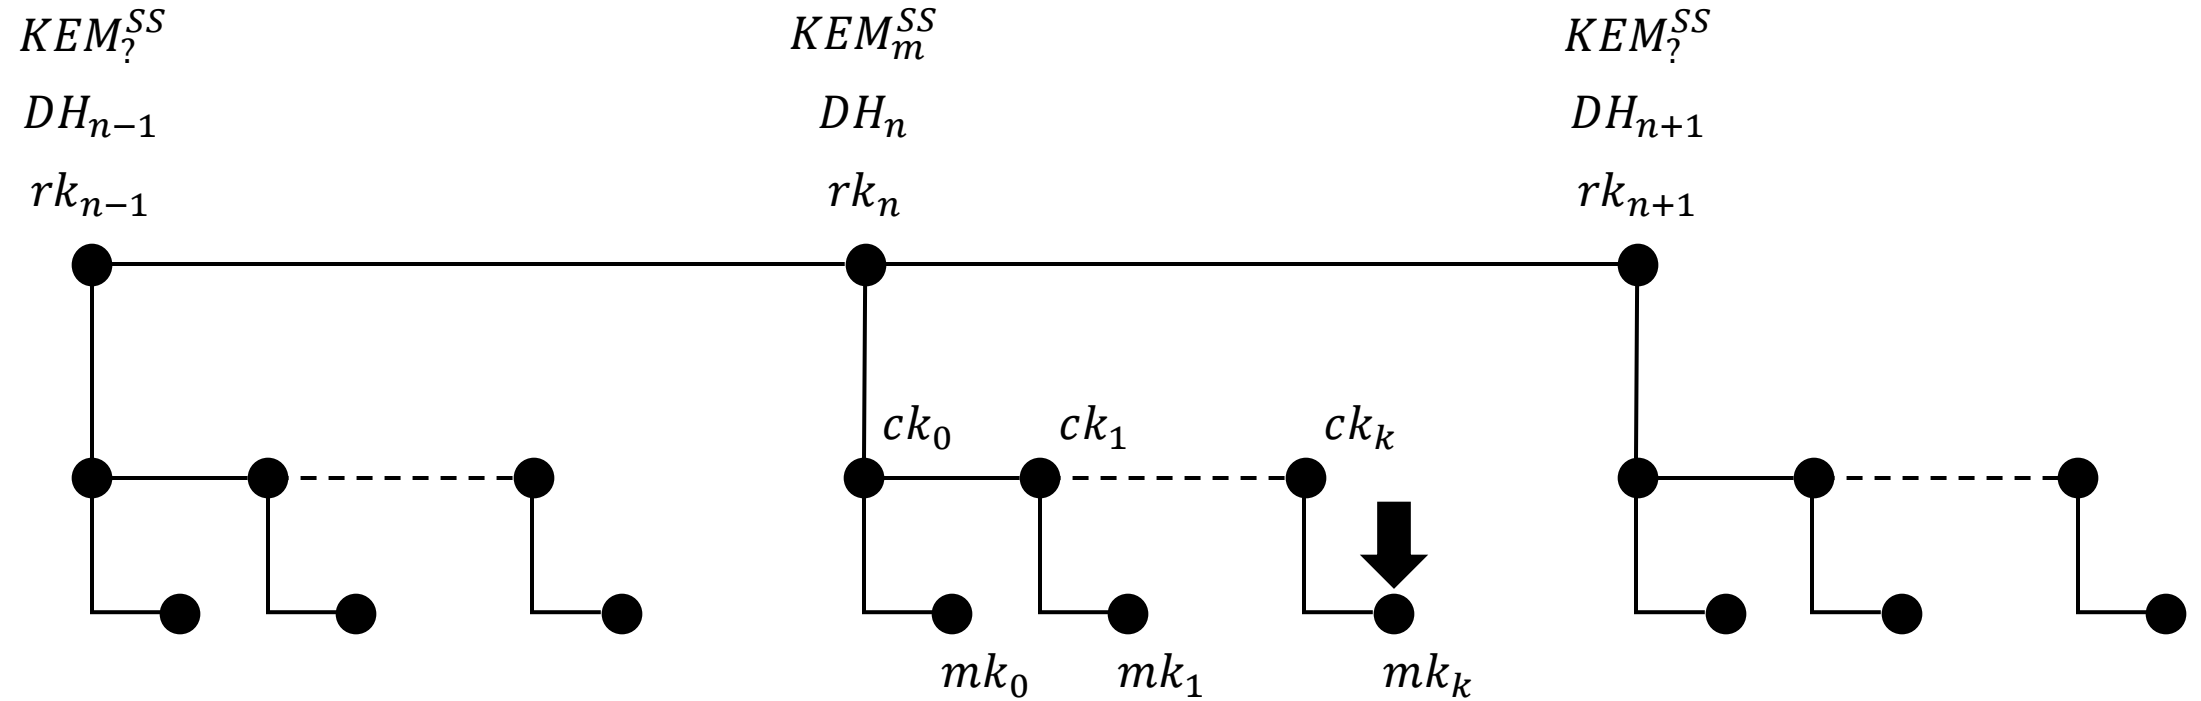 KEM_?^{SS} KEM_m^{SS} KEM_?^{SS}
DH_{n−1} DH_n DH_{n+1}
rk_{n−1} rk_n rk_{n+1}
ck_0 ck_1 ck_k
mk_0 mk_1 mk_k